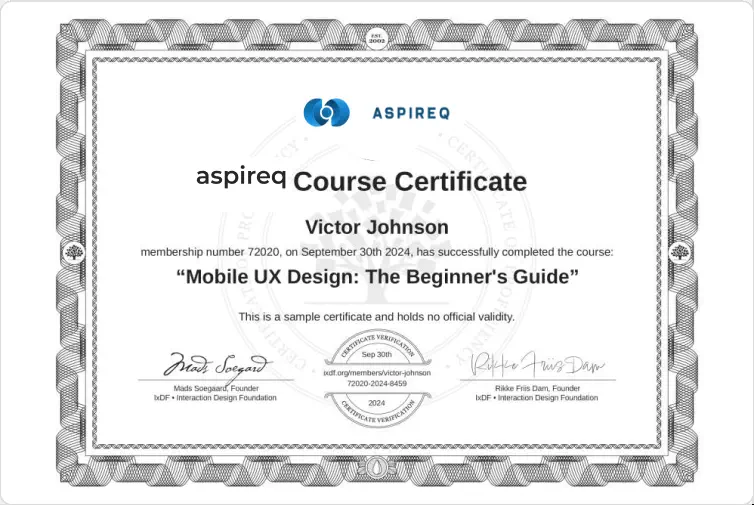 EST.
2002
ASPIREQ
aspireq Course Certificate
Victor Johnson
membership number 72020, on September 30th 2024, has successfully completed the course:
“Mobile UX Design: The Beginner's Guide”
This is a sample certificate and holds no official validity.
CERTIFICATE VERIFICATION
Sep 30th
ixdf.org/members/victor-johnson
72020-2024-8459
2024
CERTIFICATE VERIFICATION
Mads Soegard
Mads Soegaard, Founder
IxDF • Interaction Design Foundation
Rikke Friis Dam
Rikke Friis Dam, Founder
IxDF • Interaction Design Foundation